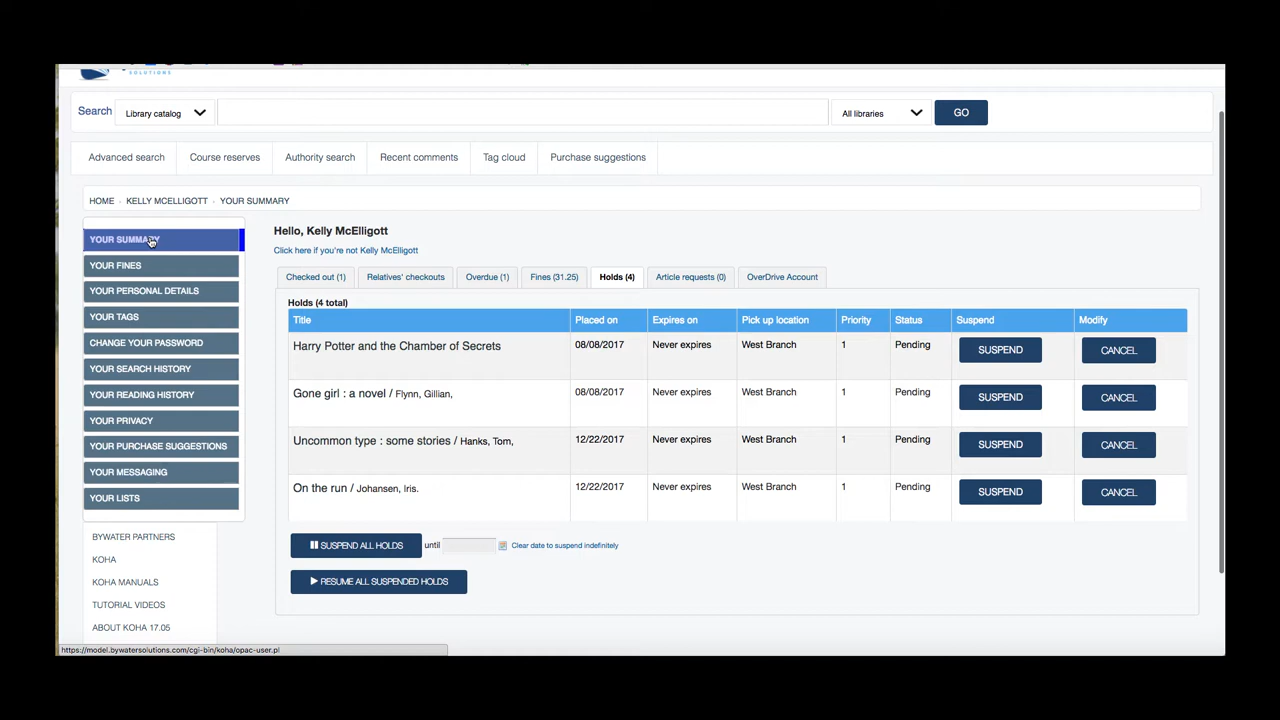 SOLUTIONS
Search Library catalog All libraries GO
Advanced search Course reserves Authority search Recent comments Tag cloud Purchase suggestions
HOME · KELLY MCELLIGOTT · YOUR SUMMARY
YOUR SUMMARY
YOUR FINES
YOUR PERSONAL DETAILS
YOUR TAGS
CHANGE YOUR PASSWORD
YOUR SEARCH HISTORY
YOUR READING HISTORY
YOUR PRIVACY
YOUR PURCHASE SUGGESTIONS
YOUR MESSAGING
YOUR LISTS
BYWATER PARTNERS
KOHA
KOHA MANUALS
TUTORIAL VIDEOS
ABOUT KOHA 17.05
Hello, Kelly McElligott
Click here if you're not Kelly McElligott
Checked out (1) Relatives' checkouts Overdue (1) Fines (31.25) Holds (4) Article requests (0) OverDrive Account
Holds (4 total)
Title Placed on Expires on Pick up location Priority Status Suspend Modify
Harry Potter and the Chamber of Secrets 08/08/2017 Never expires West Branch 1 Pending SUSPEND CANCEL
Gone girl : a novel / Flynn, Gillian, 08/08/2017 Never expires West Branch 1 Pending SUSPEND CANCEL
Uncommon type : some stories / Hanks, Tom, 12/22/2017 Never expires West Branch 1 Pending SUSPEND CANCEL
On the run / Johansen, Iris. 12/22/2017 Never expires West Branch 1 Pending SUSPEND CANCEL
SUSPEND ALL HOLDS until Clear date to suspend indefinitely
RESUME ALL SUSPENDED HOLDS
https://model.bywatersolutions.com/cgi-bin/koha/opac-user.pl